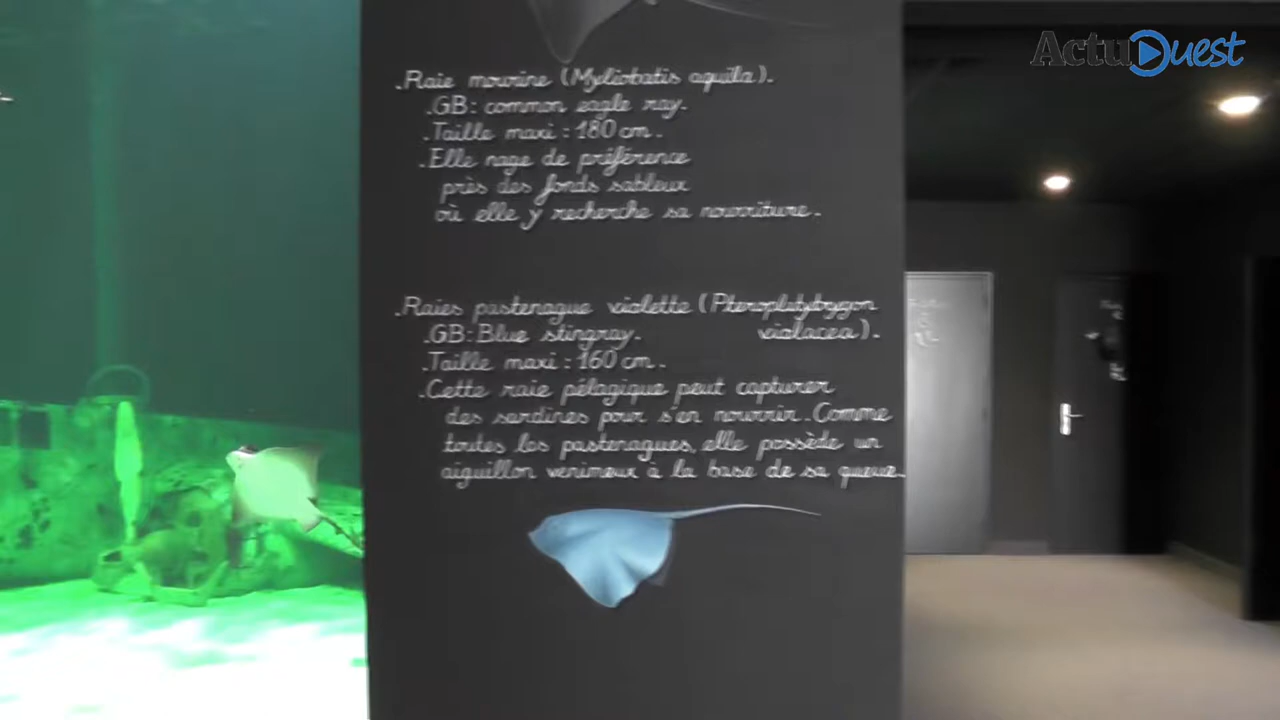 ActuOuest
.Raie mourine (Myliobatis aquila).
.GB: common eagle ray.
.Taille maxi : 180 cm.
.Elle nage de préférence
près des fonds sableux
où elle y recherche sa nourriture.
.Raies pastenague violette (Pteroplatytrygon
.GB: Blue stingray. violacea).
.Taille maxi : 160 cm.
.Cette raie pélagique peut capturer
des sardines pour s'en nourrir. Comme
toutes les pastenagues, elle possède un
aiguillon venimeux à la base de sa queue.